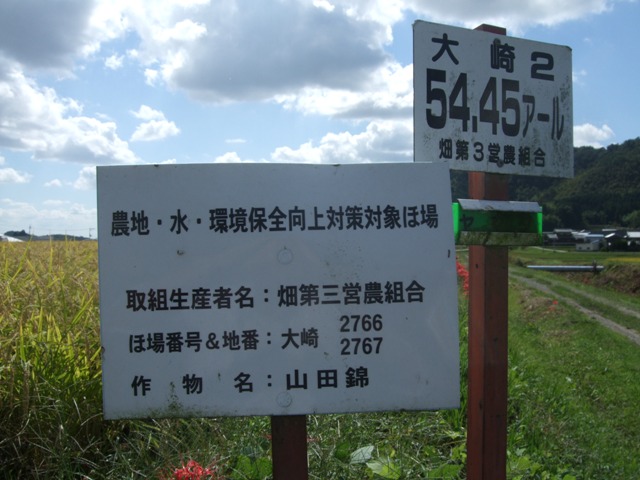 大崎2
54.45アール
畑第3営農組合
農地・水・環境保全向上対策対象ほ場
取組生産者名：畑第三営農組合
ほ場番号&地番：大崎 2766
2767
作物名：山田錦